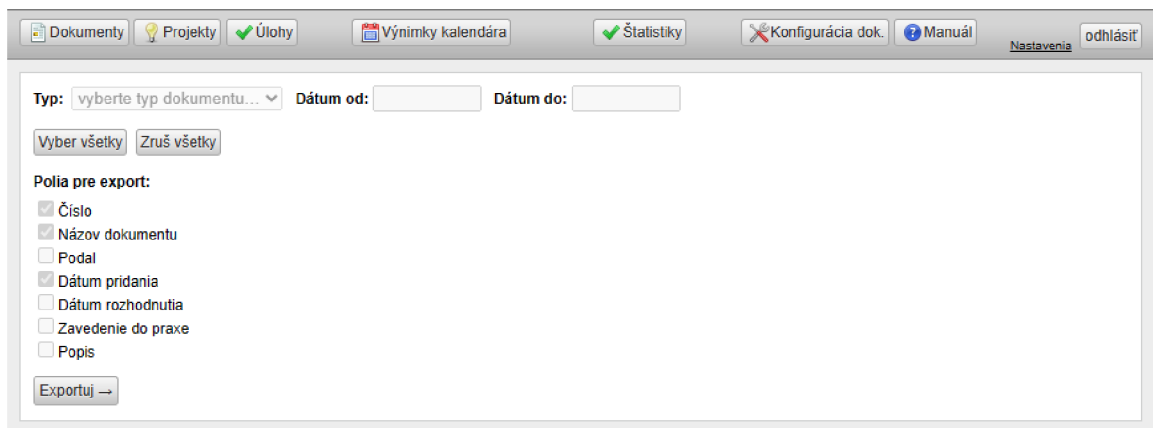 Dokumenty Projekty Úlohy Výnimky kalendára Štatistiky Konfigurácia dok. Manuál Nastavenia odhlásiť
Typ: vyberte typ dokumentu... Dátum od: Dátum do:
Vyber všetky Zruš všetky
Polia pre export:
Číslo
Názov dokumentu
Podal
Dátum pridania
Dátum rozhodnutia
Zavedenie do praxe
Popis
Exportuj →